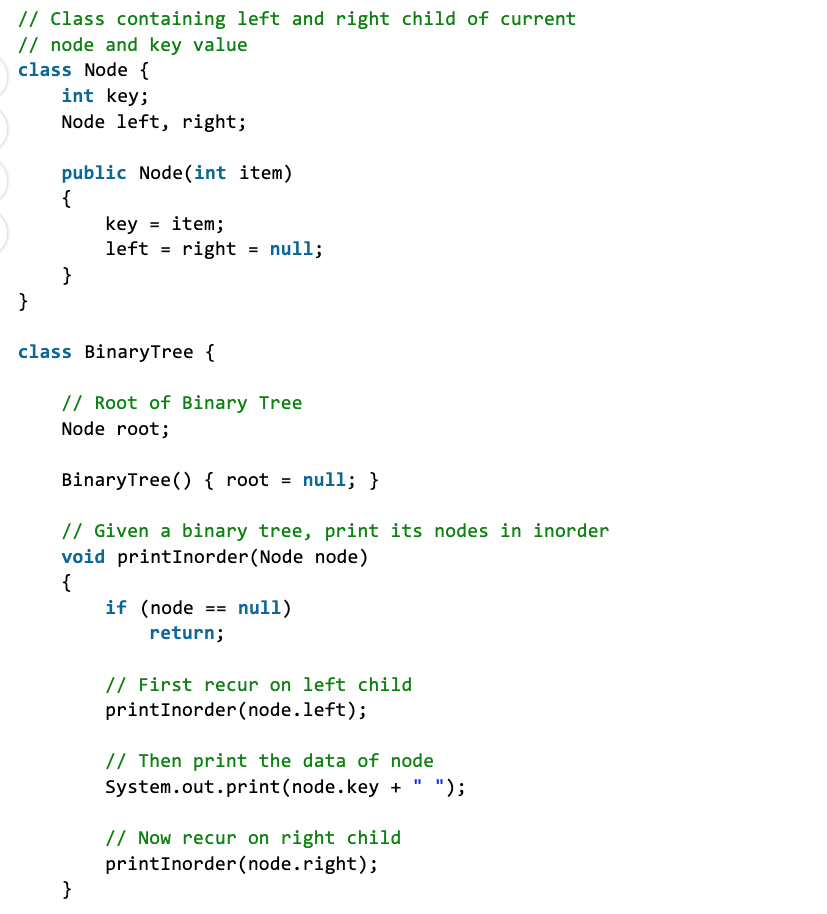 // Class containing left and right child of current
// node and key value
class Node {
    int key;
    Node left, right;

    public Node(int item)
    {
        key = item;
        left = right = null;
    }
}

class BinaryTree {

    // Root of Binary Tree
    Node root;

    BinaryTree() { root = null; }

    // Given a binary tree, print its nodes in inorder
    void printInorder(Node node)
    {
        if (node == null)
            return;

        // First recur on left child
        printInorder(node.left);

        // Then print the data of node
        System.out.print(node.key + " ");

        // Now recur on right child
        printInorder(node.right);
    }